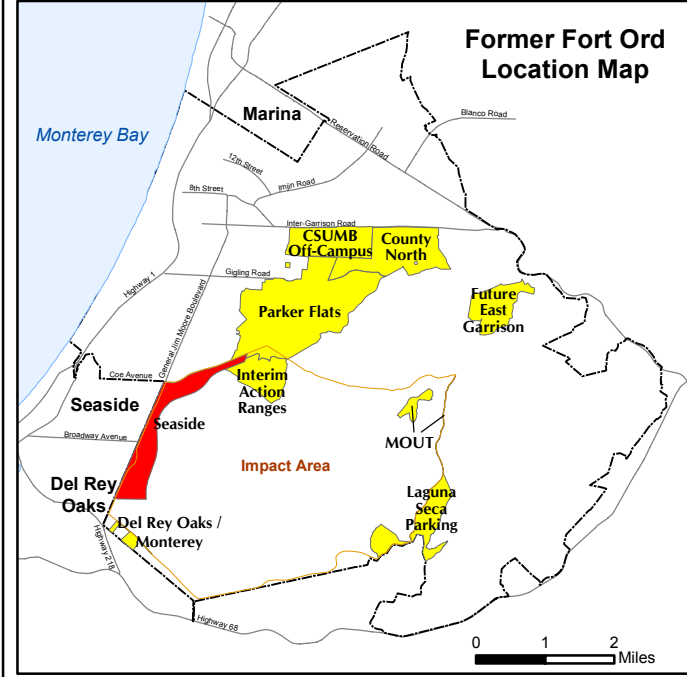 Former Fort Ord
Location Map
Monterey Bay
Marina
Blanco Road
Reservation Road
12th Street
Imjin Road
8th Street
Inter-Garrison Road
CSUMB
Off-Campus
County
North
Gigling Road
Highway 1
General Jim Moore Boulevard
Parker Flats
Future
East
Garrison
Coe Avenue
Interim
Action
Ranges
Seaside
Seaside
Broadway Avenue
MOUT
Impact Area
Del Rey
Oaks
Laguna
Seca
Parking
Del Rey Oaks /
Monterey
Highway 218
Highway 68
0 1 2
Miles